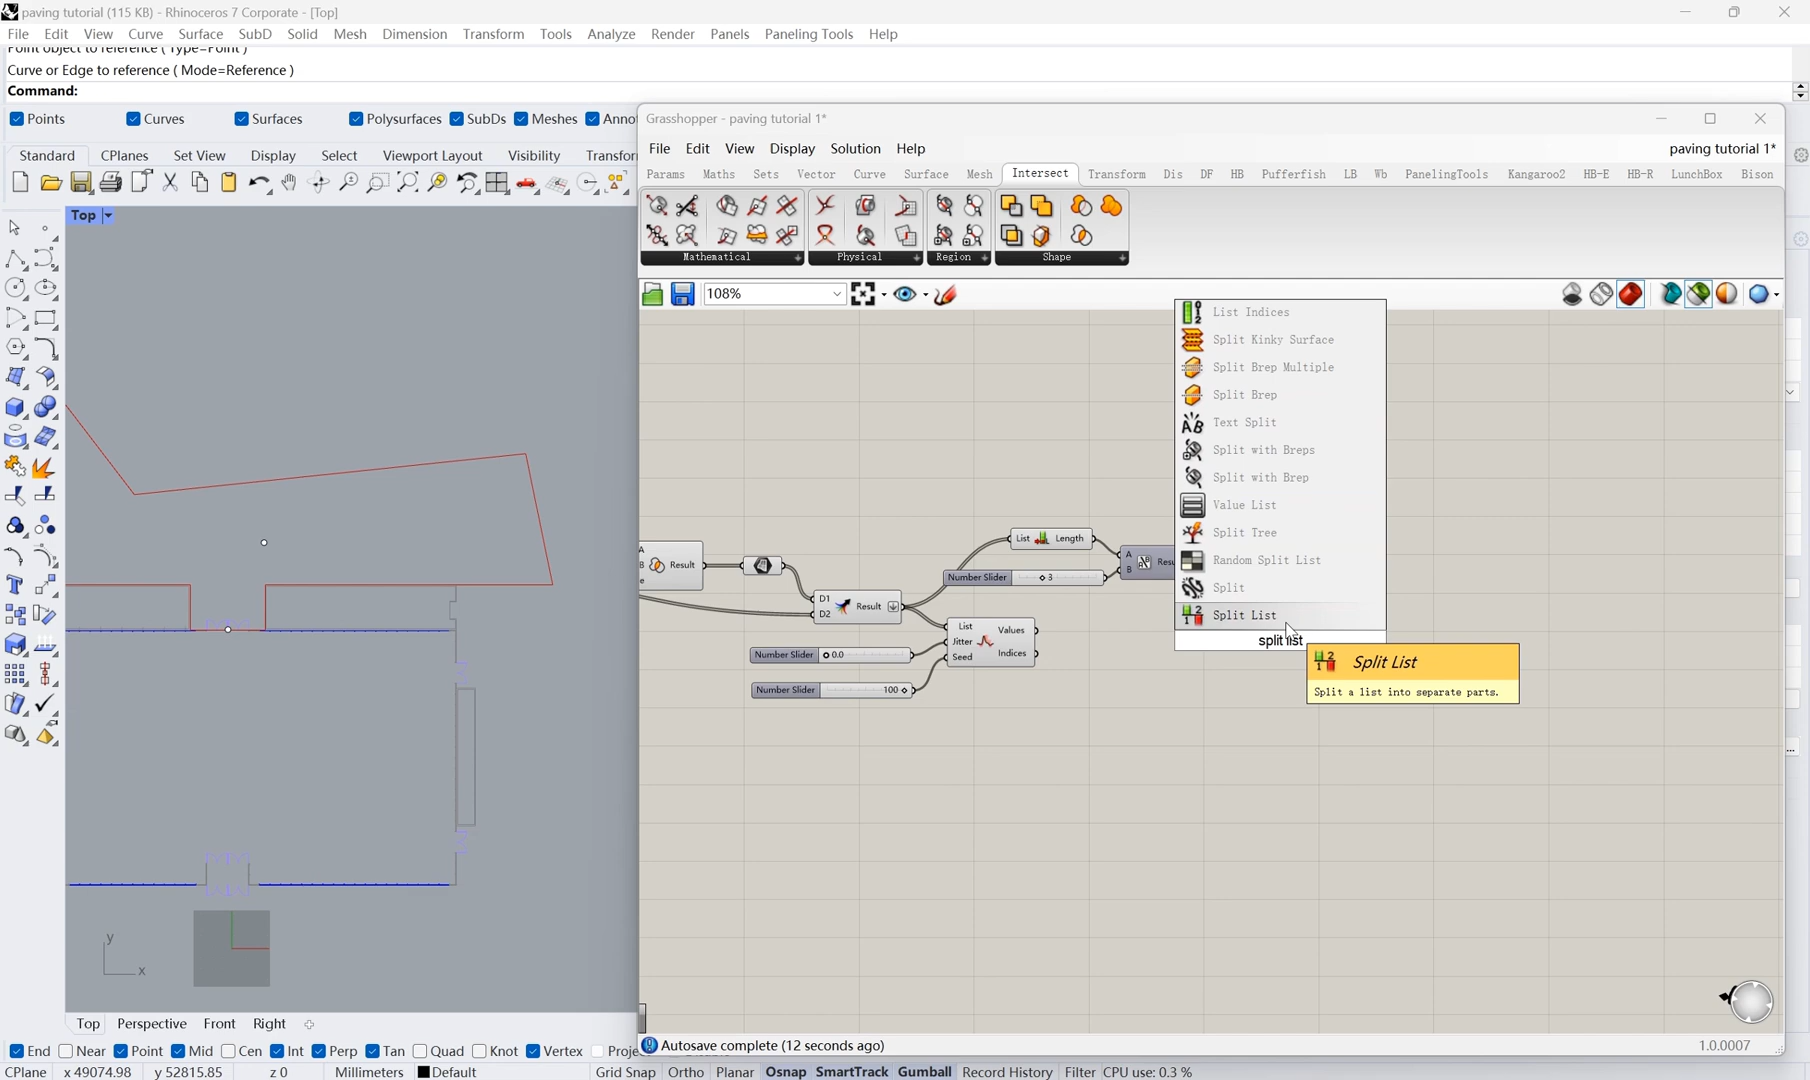 paving tutorial (115 KB) - Rhinoceros 7 Corporate - [Top]
File Edit View Curve Surface SubD Solid Mesh Dimension Transform Tools Analyze Render Panels Paneling Tools Help
Point object to reference ( Type=Point )
Curve or Edge to reference ( Mode=Reference )
Command:
Points Curves Surfaces Polysurfaces SubDs Meshes
Standard CPlanes Set View Display Select Viewport Layout Visibility
Top
Grasshopper - paving tutorial 1*
File Edit View Display Solution Help
paving tutorial 1*
Params Maths Sets Vector Curve Surface Mesh Intersect Transform Dis DF HB Pufferfish LB Wb PanelingTools Kangaroo2 HB-E HB-R LunchBox Bison
Mathematical Physical Region Shape
108%
List Indices
Split Kinky Surface
Split Brep Multiple
Split Brep
Text Split
Split with Breps
Split with Brep
Value List
Split Tree
Random Split List
Split
Split List
split list
Split List
Split a list into separate parts.
A
B Result
D1
D2 Result
List Length
Number Slider 3
A
B
List Values
Jitter
Seed Indices
Number Slider 0.0
Number Slider 100
y
x
Top Perspective Front Right
Autosave complete (12 seconds ago)
1.0.0007
End Near Point Mid Cen Int Perp Tan Quad Knot Vertex
CPlane x 49074.98 y 52815.85 z 0 Millimeters Default Grid Snap Ortho Planar Osnap SmartTrack Gumball Record History Filter CPU use: 0.3 %